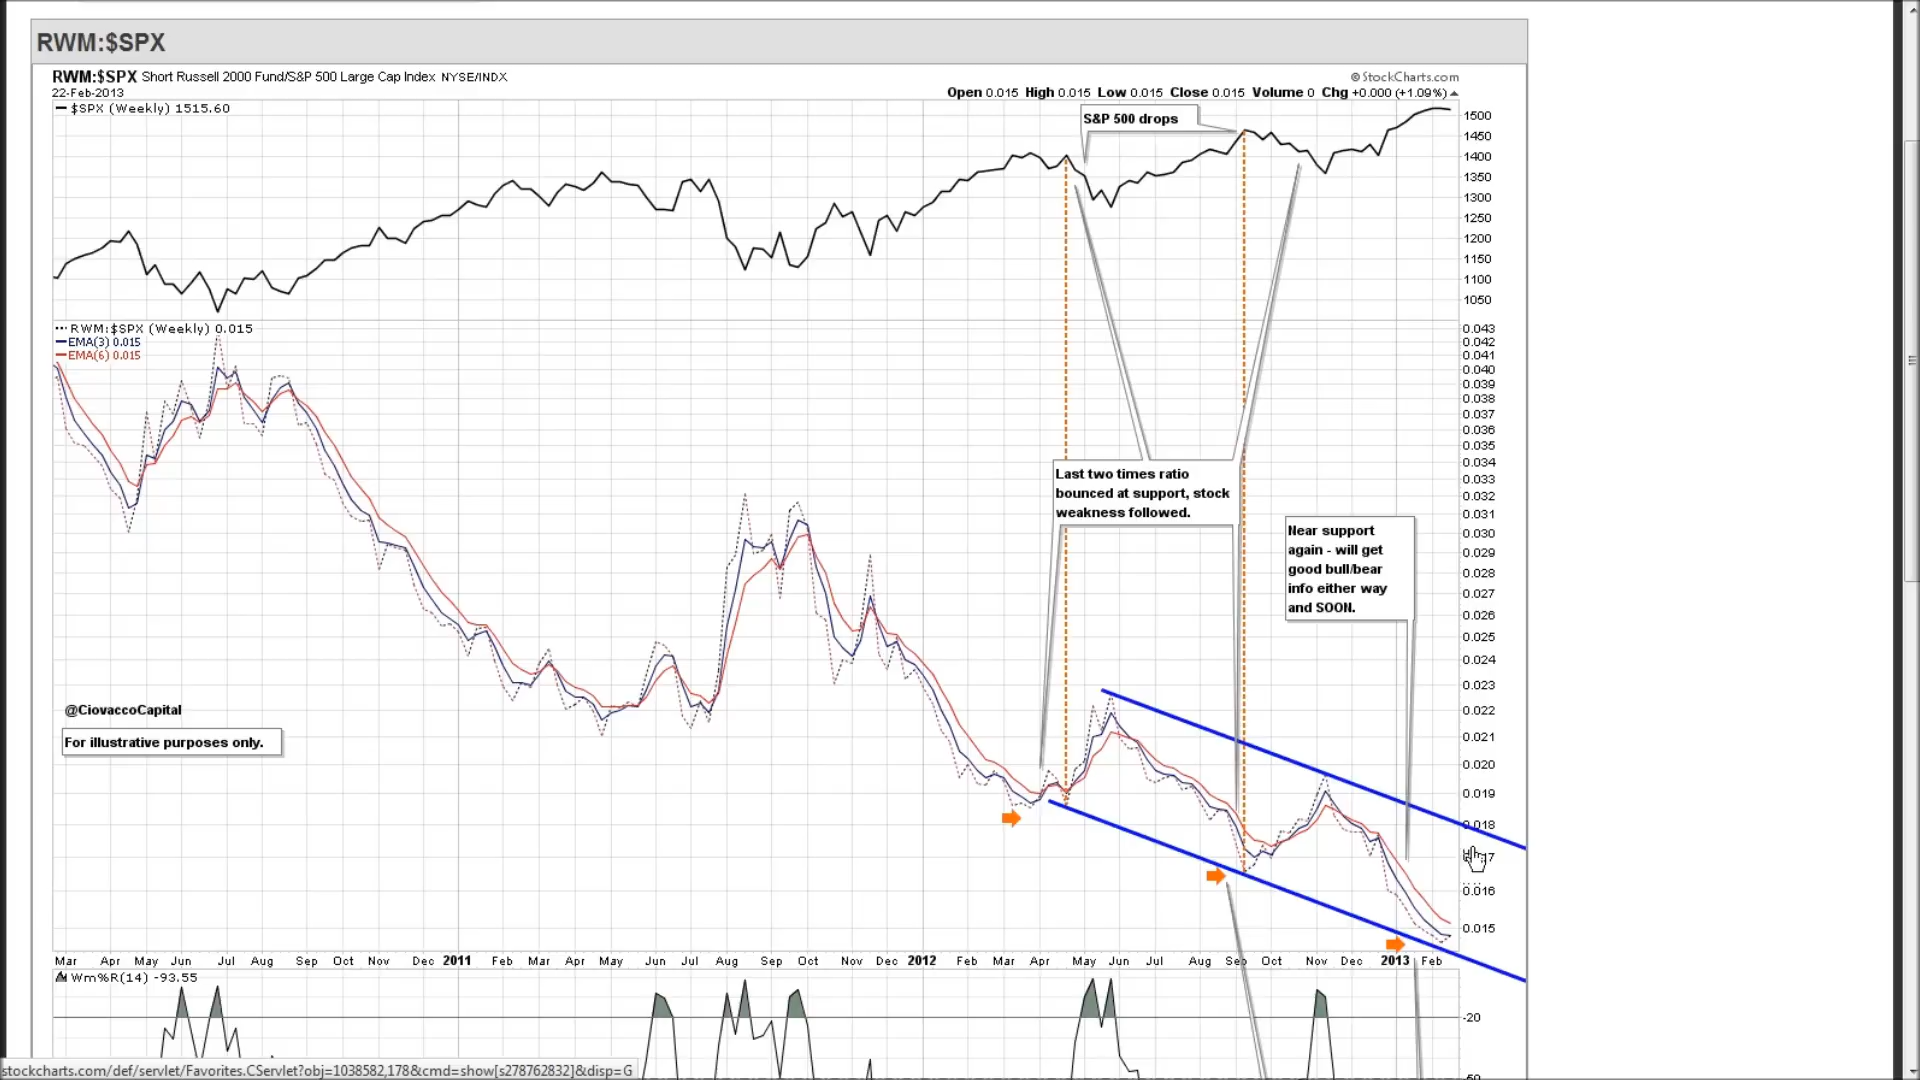 RWM:$SPX
RWM:$SPX Short Russell 2000 Fund/S&P 500 Large Cap Index NYSE/INDX
©StockCharts.com
22-Feb-2013
Open 0.015 High 0.015 Low 0.015 Close 0.015 Volume 0 Chg +0.000 (+1.09%)
$SPX (Weekly) 1515.60
S&P 500 drops
1500
1450
1400
1350
1300
1250
1200
1150
1100
1050
RWM:$SPX (Weekly) 0.015
EMA(3) 0.015
EMA(6) 0.015
0.043
0.042
0.041
0.040
0.039
0.038
0.037
0.036
0.035
0.034
0.033
0.032
0.031
0.030
0.029
0.028
0.027
0.026
0.025
0.024
0.023
0.022
0.021
0.020
0.019
0.018
0.016
0.015
Last two times ratio
bounced at support, stock
weakness followed.
Near support
again - will get
good bull/bear
info either way
and SOON.
@CiovaccoCapital
For illustrative purposes only.
Mar Apr May Jun Jul Aug Sep Oct Nov Dec 2011 Feb Mar Apr May Jun Jul Aug Sep Oct Nov Dec 2012 Feb Mar Apr May Jun Jul Aug Sep Oct Nov Dec 2013 Feb
Wm%R(14) -93.55
-20
-50
stockcharts.com/def/servlet/Favorites.CServlet?obj=1038582,178&cmd=show[s278762832]&disp=G